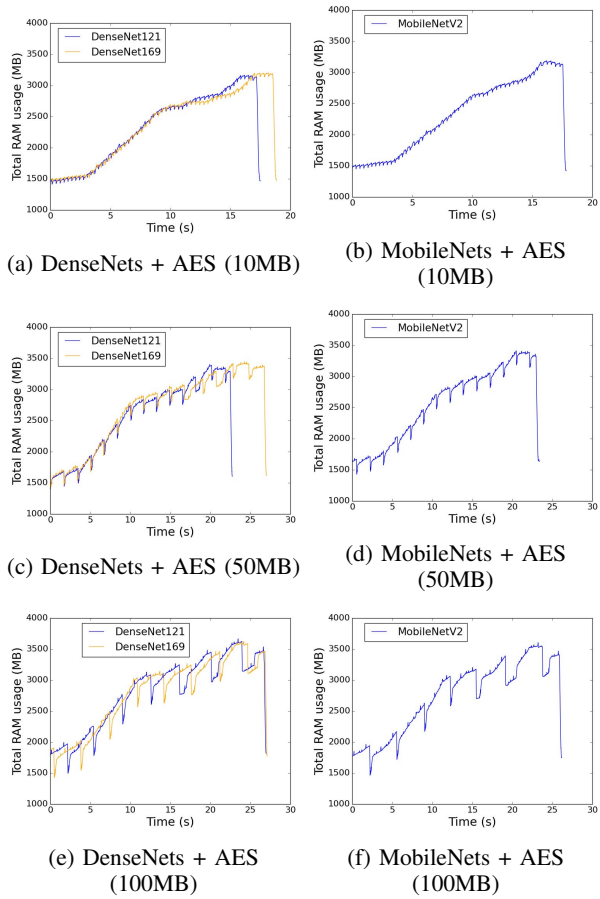 DenseNet121
DenseNet169
Total RAM usage (MB)
4000
3500
3000
2500
2000
1500
1000
0 5 10 15 20
Time (s)
(a) DenseNets + AES (10MB)
MobileNetV2
Total RAM usage (MB)
4000
3500
3000
2500
2000
1500
1000
0 5 10 15 20
Time (s)
(b) MobileNets + AES
(10MB)
DenseNet121
DenseNet169
Total RAM usage (MB)
4000
3500
3000
2500
2000
1500
1000
0 5 10 15 20 25 30
Time (s)
(c) DenseNets + AES (50MB)
MobileNetV2
Total RAM usage (MB)
4000
3500
3000
2500
2000
1500
1000
0 5 10 15 20 25 30
Time (s)
(d) MobileNets + AES
(50MB)
DenseNet121
DenseNet169
Total RAM usage (MB)
4000
3500
3000
2500
2000
1500
1000
0 5 10 15 20 25 30
Time (s)
(e) DenseNets + AES
(100MB)
MobileNetV2
Total RAM usage (MB)
4000
3500
3000
2500
2000
1500
1000
0 5 10 15 20 25 30
Time (s)
(f) MobileNets + AES
(100MB)